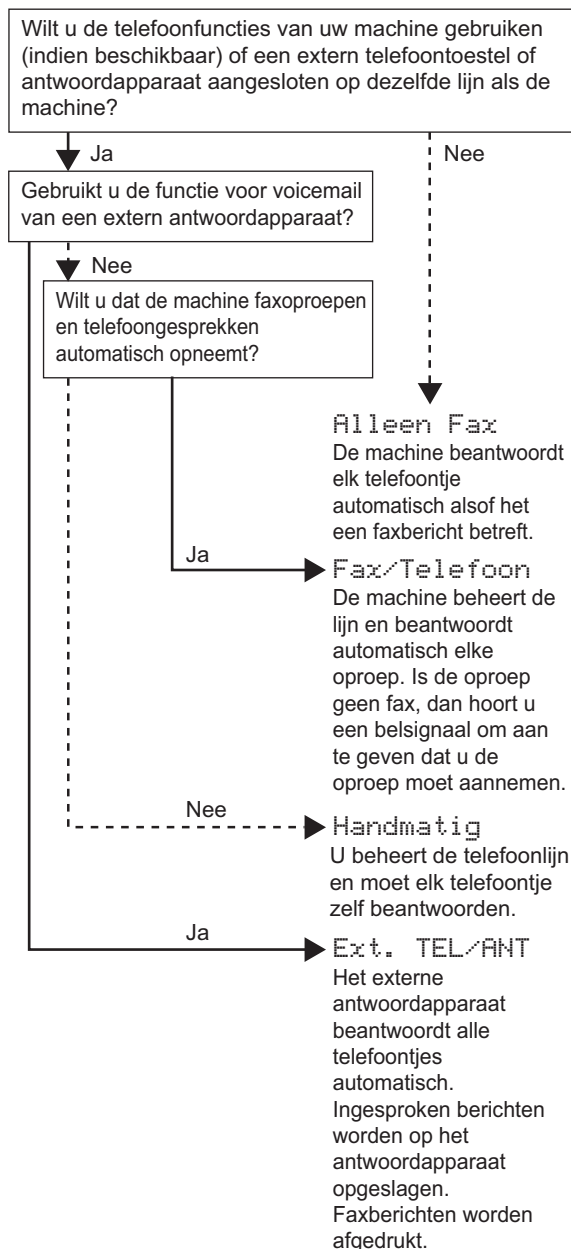 Wilt u de telefoonfuncties van uw machine gebruiken
(indien beschikbaar) of een extern telefoontoestel of
antwoordapparaat aangesloten op dezelfde lijn als de
machine?
Ja
Nee
Gebruikt u de functie voor voicemail
van een extern antwoordapparaat?
Nee
Wilt u dat de machine faxoproepen
en telefoongesprekken
automatisch opneemt?
Alleen Fax
De machine beantwoordt
elk telefoontje
automatisch alsof het
een faxbericht betreft.
Ja
Fax/Telefoon
De machine beheert de
lijn en beantwoordt
automatisch elke
oproep. Is de oproep
geen fax, dan hoort u
een belsignaal om aan
te geven dat u de
oproep moet aannemen.
Nee
Handmatig
U beheert de telefoonlijn
en moet elk telefoontje
zelf beantwoorden.
Ja
Ext. TEL/ANT
Het externe
antwoordapparaat
beantwoordt alle
telefoontjes
automatisch.
Ingesproken berichten
worden op het
antwoordapparaat
opgeslagen.
Faxberichten worden
afgedrukt.